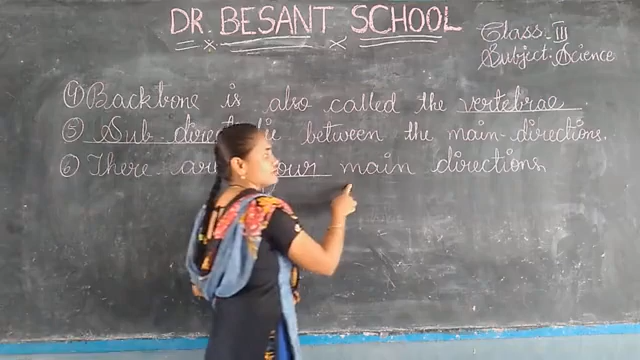 DR. BESANT SCHOOL
Class-III
Subject: Science
④ Backbone is also called the vertebrae.
⑤ Sub lie between the main directions.
⑥ There main directions.